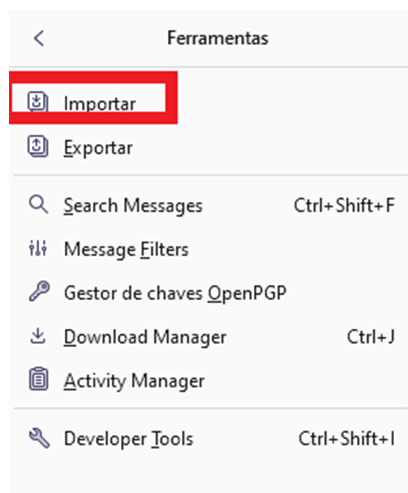 Ferramentas
Importar
Exportar
Search Messages Ctrl+Shift+F
Message Filters
Gestor de chaves OpenPGP
Download Manager Ctrl+J
Activity Manager
Developer Tools Ctrl+Shift+I